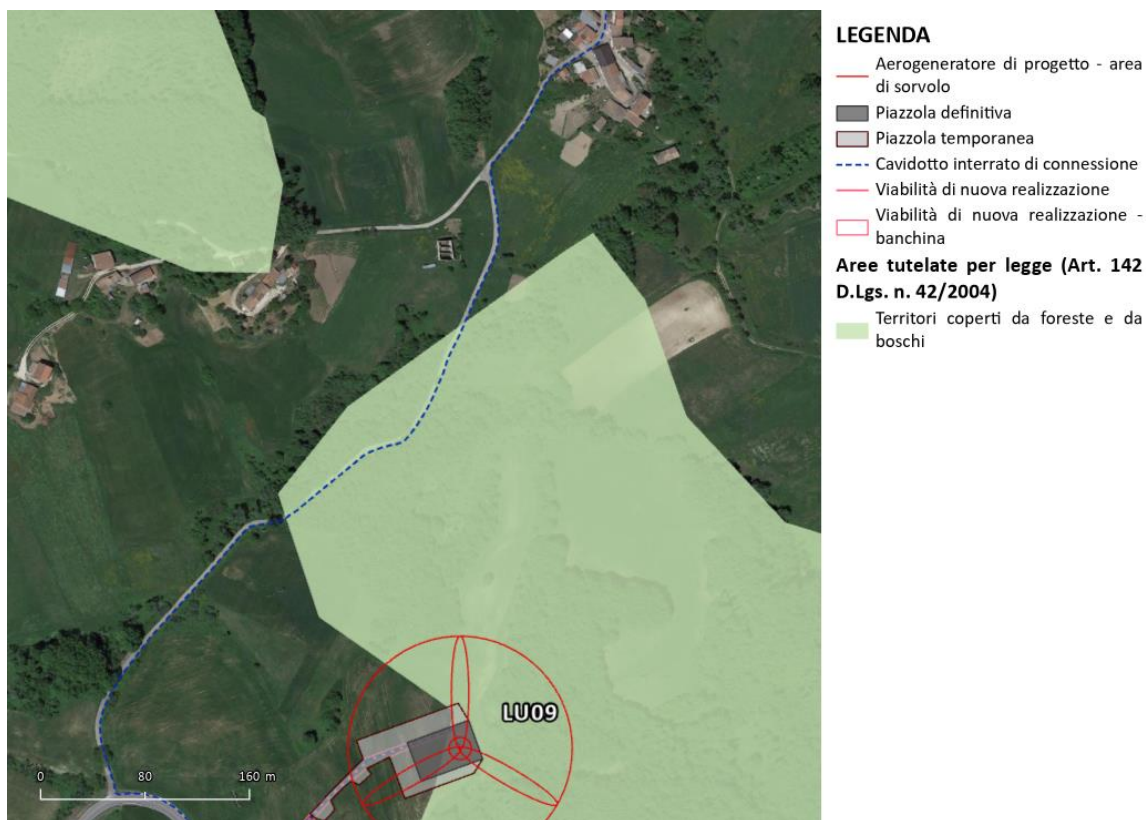 LEGENDA
Aerogeneratore di progetto - area
di sorvolo
Piazzola definitiva
Piazzola temporanea
Cavidotto interrato di connessione
Viabilità di nuova realizzazione
Viabilità di nuova realizzazione -
banchina
Aree tutelate per legge (Art. 142
D.Lgs. n. 42/2004)
Territori coperti da foreste e da
boschi
LU09
0 80 160 m